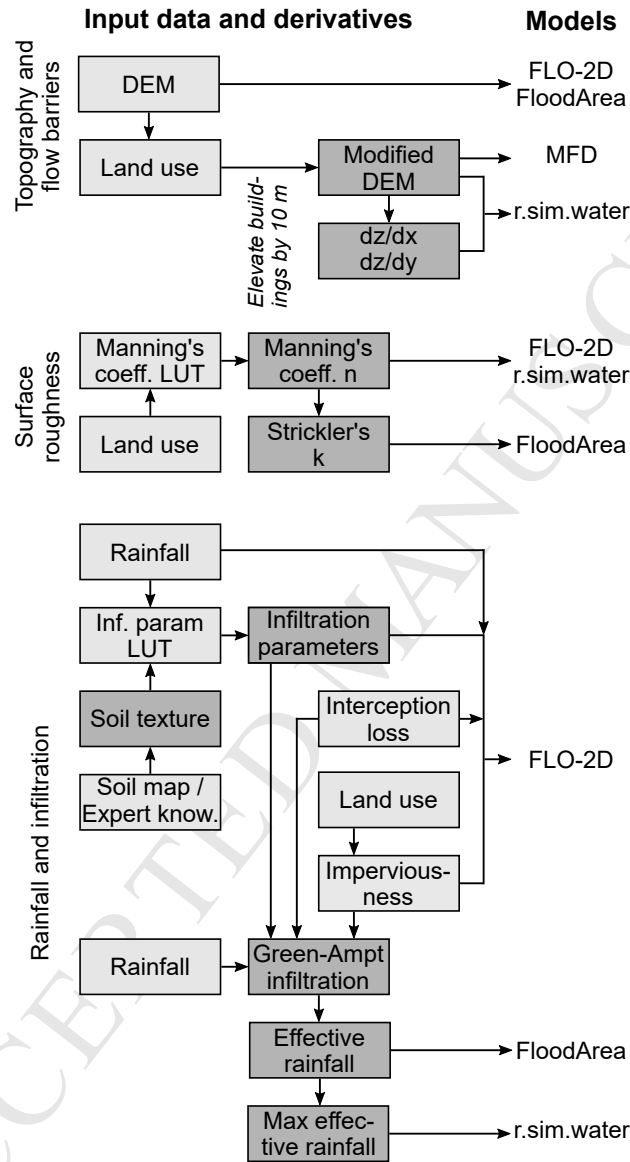 Input data and derivatives
Models
Topography and
flow barriers
DEM
FLO-2D
FloodArea
Land use
Elevate build-
ings by 10 m
Modified
DEM
MFD
r.sim.water
dz/dx
dz/dy
Surface
roughness
Manning's
coeff. LUT
Manning's
coeff. n
FLO-2D
r.sim.water
Land use
Strickler's
k
FloodArea
Rainfall and infiltration
Rainfall
Inf. param
LUT
Infiltration
parameters
Soil texture
Interception
loss
Soil map /
Expert know.
FLO-2D
Land use
Impervious-
ness
Rainfall
Green-Ampt
infiltration
Effective
rainfall
FloodArea
Max effec-
tive rainfall
r.sim.water
CCEPTED MANUSC